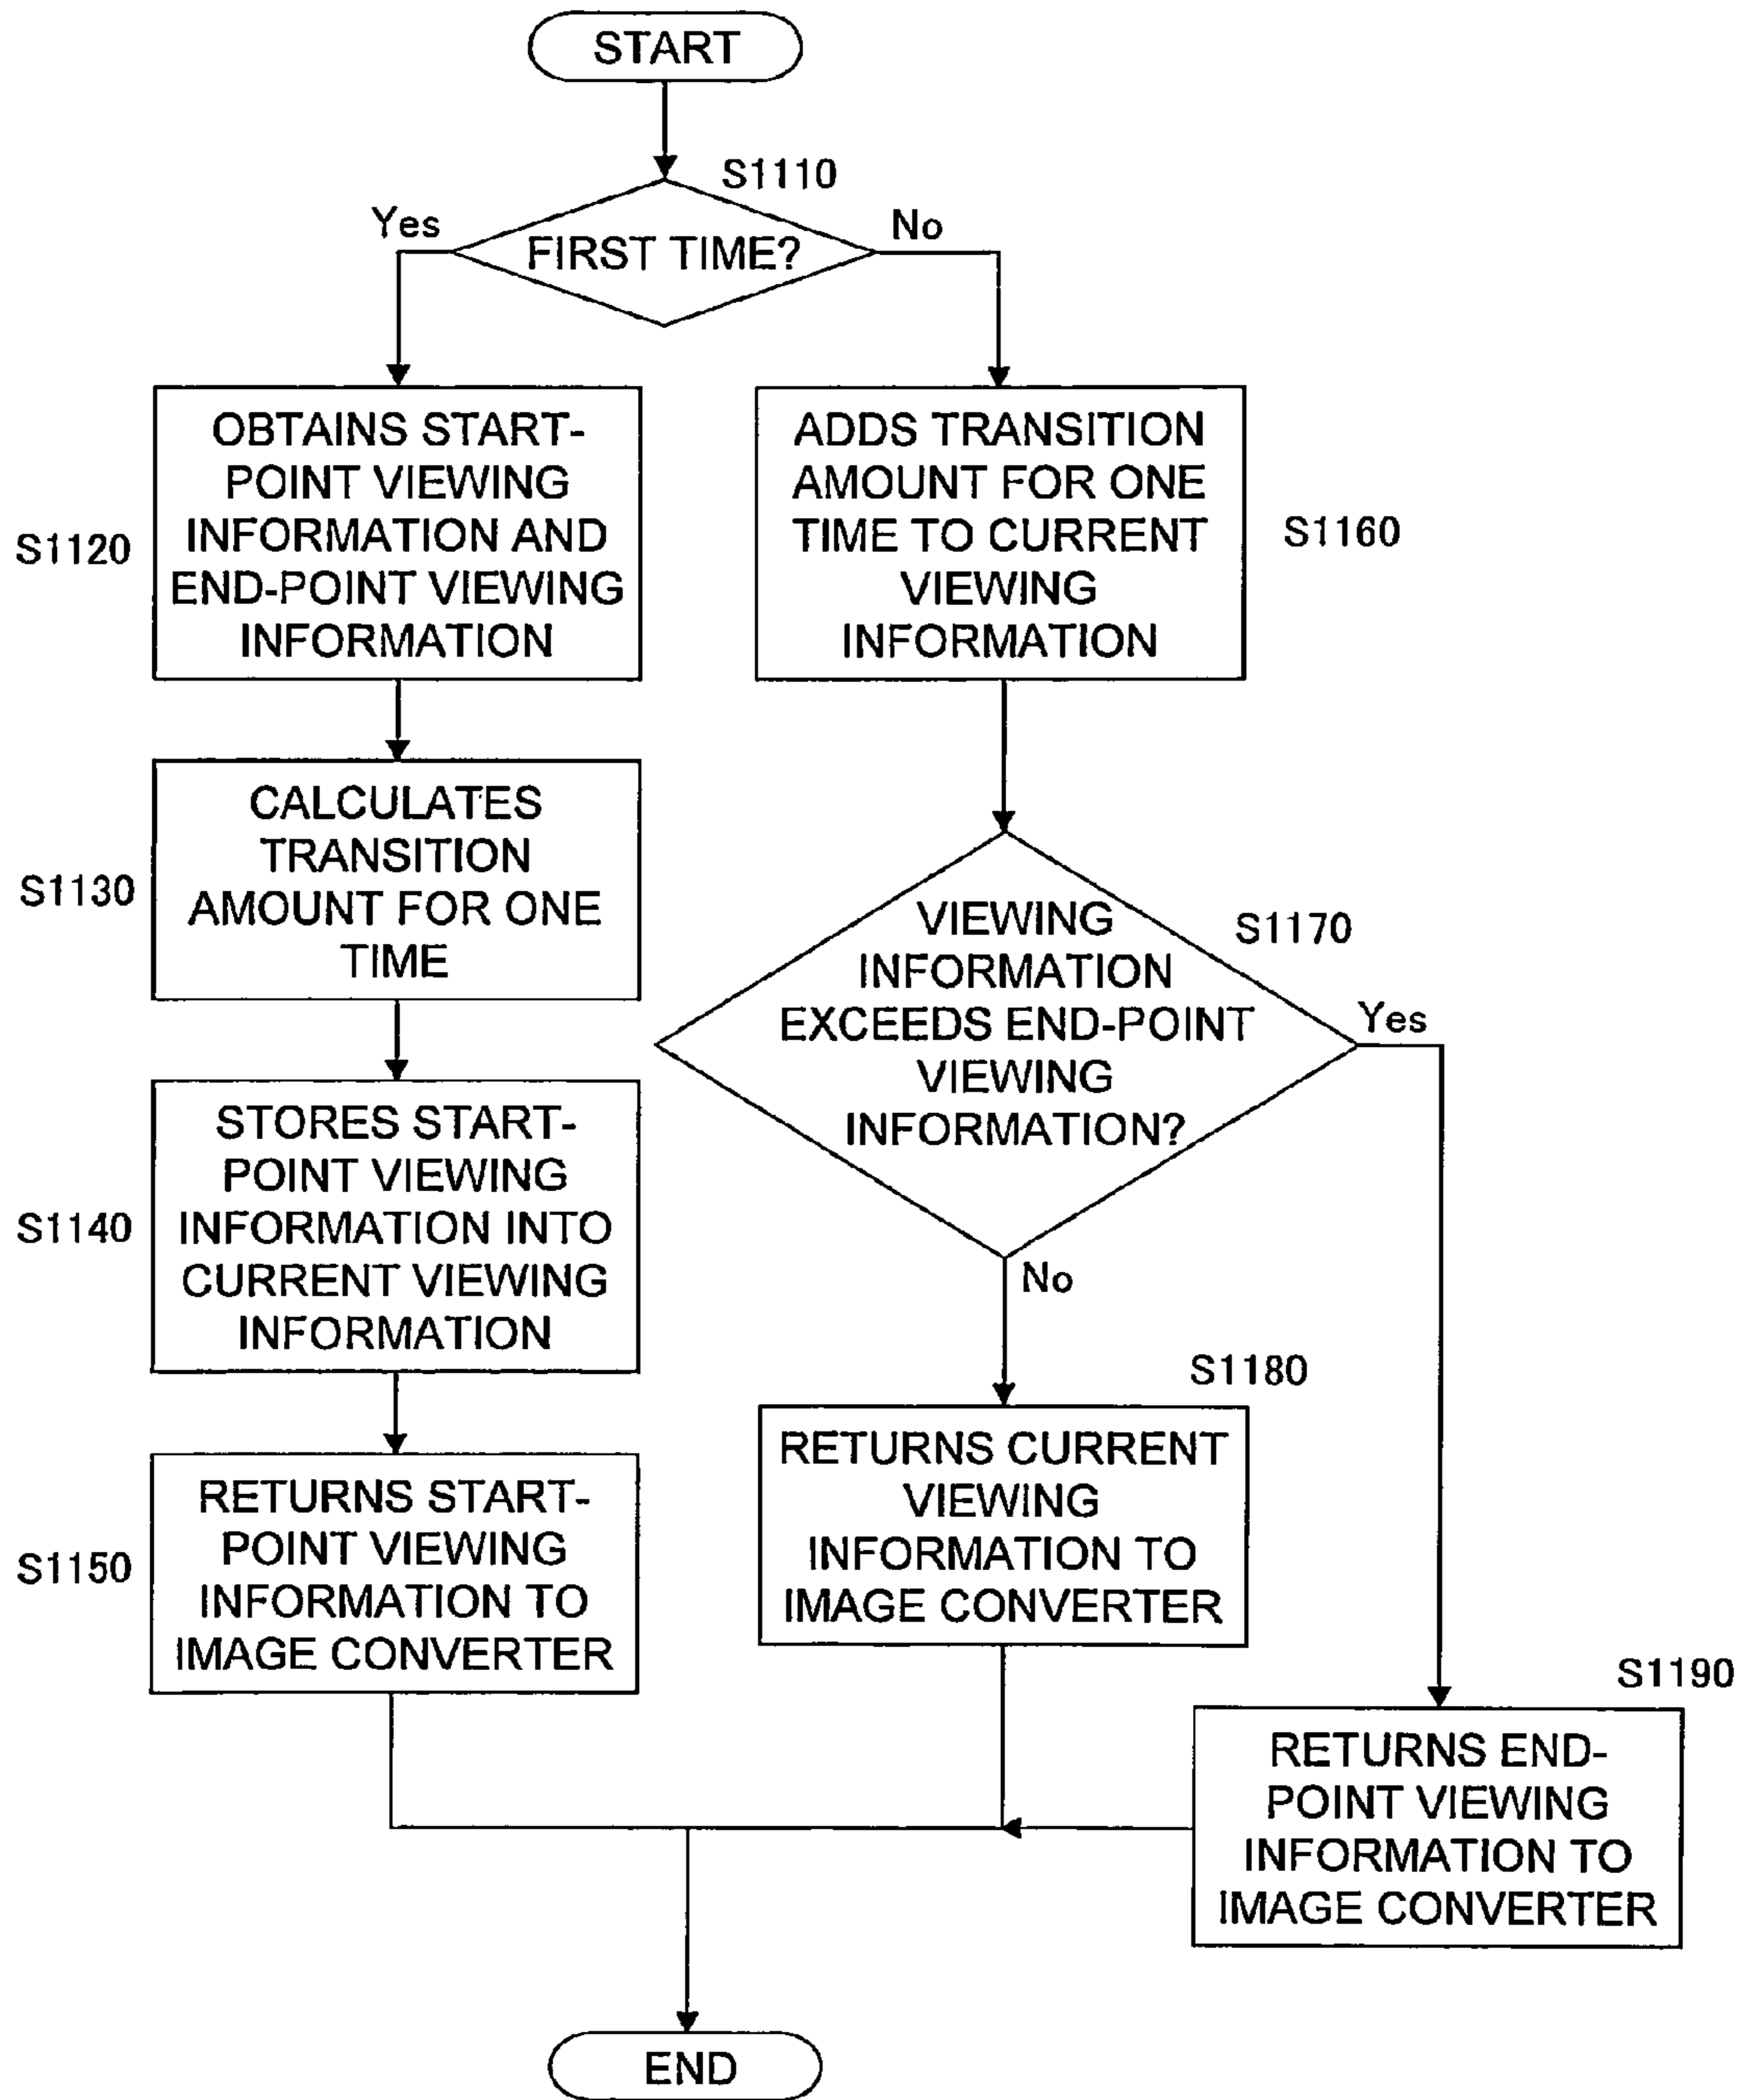 START
S1110
Yes
FIRST TIME?
No
S1120
OBTAINS START-
POINT VIEWING
INFORMATION AND
END-POINT VIEWING
INFORMATION
S1130
CALCULATES
TRANSITION
AMOUNT FOR ONE
TIME
S1140
STORES START-
POINT VIEWING
INFORMATION INTO
CURRENT VIEWING
INFORMATION
S1150
RETURNS START-
POINT VIEWING
INFORMATION TO
IMAGE CONVERTER
ADDS TRANSITION
AMOUNT FOR ONE
TIME TO CURRENT
VIEWING
INFORMATION
S1160
VIEWING
INFORMATION
EXCEEDS END-POINT
VIEWING
INFORMATION?
S1170
Yes
No
S1180
RETURNS CURRENT
VIEWING
INFORMATION TO
IMAGE CONVERTER
S1190
RETURNS END-
POINT VIEWING
INFORMATION TO
IMAGE CONVERTER
END